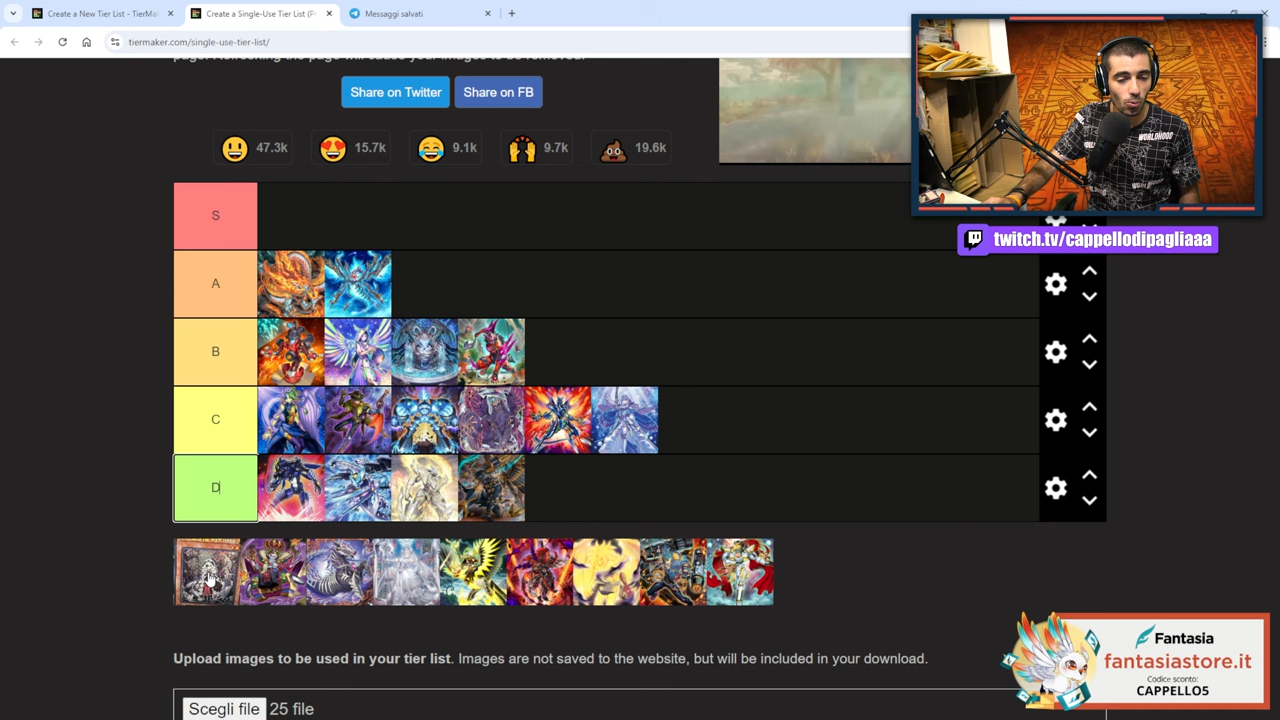 Create a New Tier List - TierMa
Create a Single-Use Tier List (P
Messaggi salvati
tiermaker.com/single-use-tier-list/
Share on Twitter
Share on FB
47.3k
15.7k
9.1k
9.7k
19.6k
WORLDHOOD
twitch.tv/cappellodipagliaaa
S
A
B
C
D
Upload images to be used in your tier list. Images are not saved to the website, but will be included in your download.
Scegli file 25 file
Fantasia
fantasiastore.it
Codice sconto:
CAPPELLO5